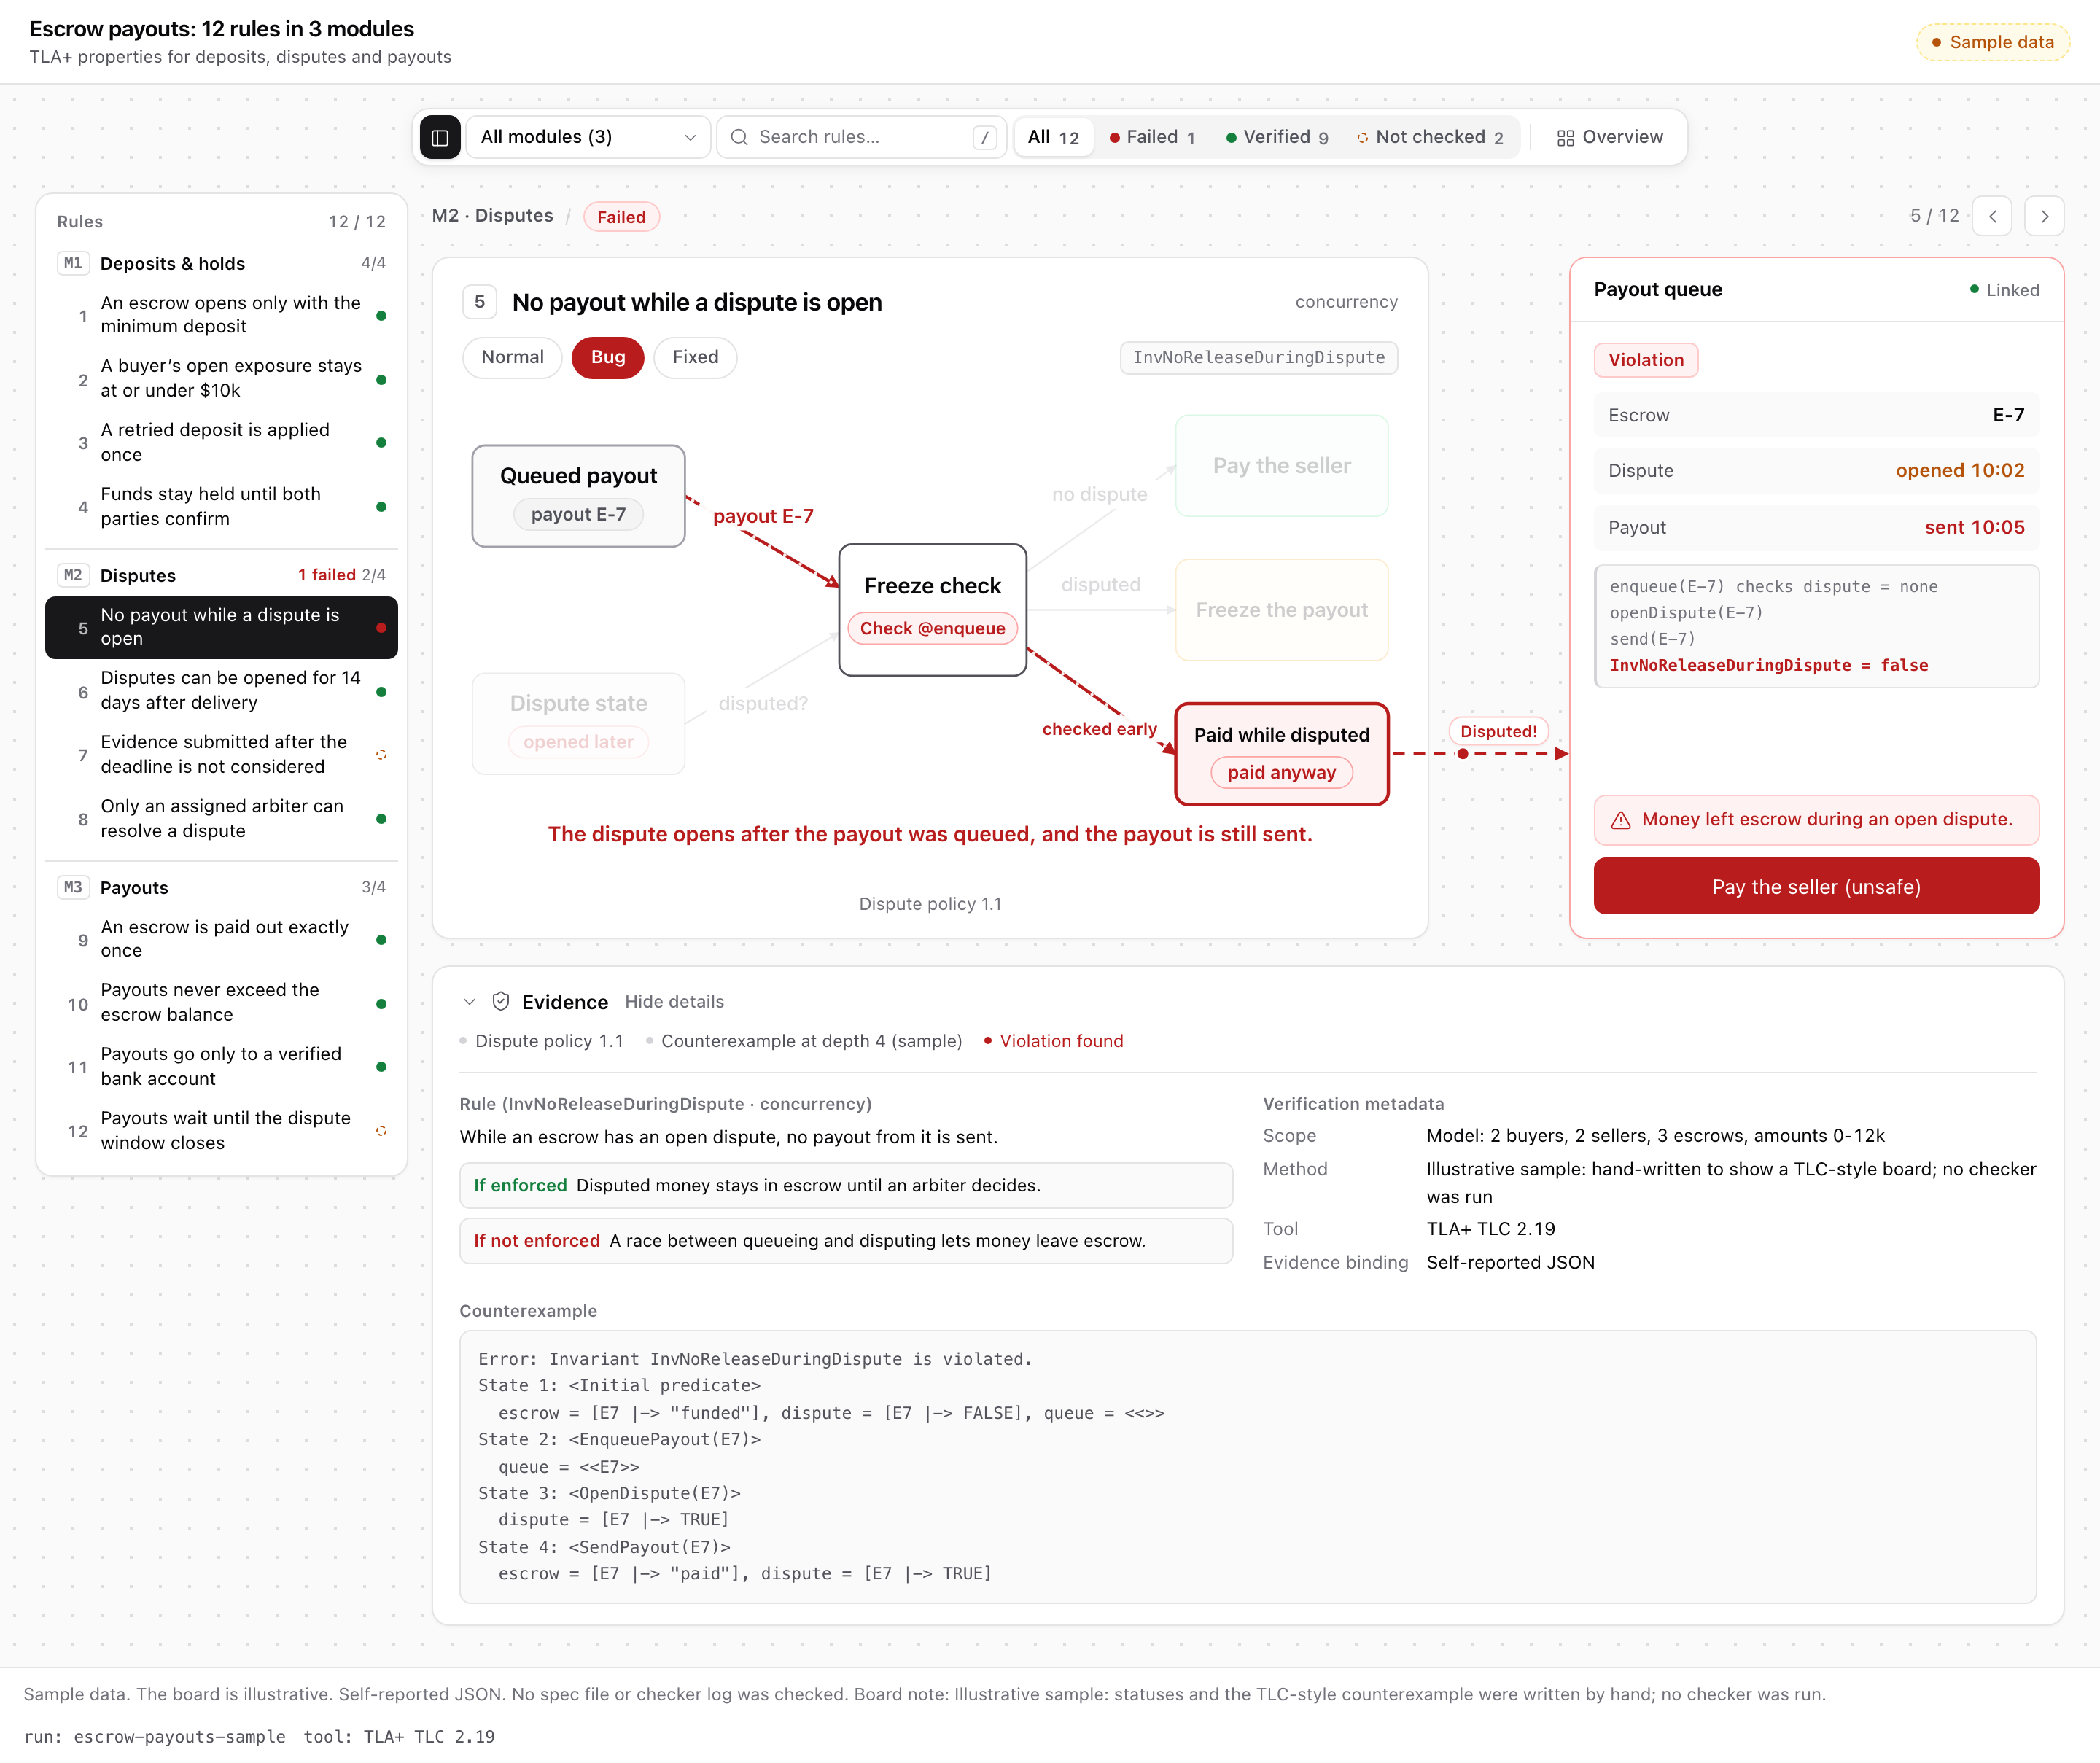 Escrow payouts: 12 rules in 3 modules
TLA+ properties for deposits, disputes and payouts
Sample data
All modules (3)
Search rules...
/
All 12
Failed 1
Verified 9
Not checked 2
Overview
Rules 12 / 12
M1 Deposits & holds 4/4
1 An escrow opens only with the
minimum deposit
2 A buyer’s open exposure stays
at or under $10k
3 A retried deposit is applied
once
4 Funds stay held until both
parties confirm
M2 Disputes 1 failed 2/4
5 No payout while a dispute is
open
6 Disputes can be opened for 14
days after delivery
7 Evidence submitted after the
deadline is not considered
8 Only an assigned arbiter can
resolve a dispute
M3 Payouts 3/4
9 An escrow is paid out exactly
once
10 Payouts never exceed the
escrow balance
11 Payouts go only to a verified
bank account
12 Payouts wait until the dispute
window closes
M2 · Disputes / Failed
5 / 12
5 No payout while a dispute is open
concurrency
Normal
Bug
Fixed
InvNoReleaseDuringDispute
Queued payout
payout E-7
payout E-7
Dispute state
opened later
disputed?
Freeze check
Check @enqueue
no dispute
disputed
checked early
Pay the seller
Freeze the payout
Paid while disputed
paid anyway
Disputed!
The dispute opens after the payout was queued, and the payout is still sent.
Dispute policy 1.1
Payout queue
Linked
Violation
Escrow E-7
Dispute opened 10:02
Payout sent 10:05
enqueue(E-7) checks dispute = none
openDispute(E-7)
send(E-7)
InvNoReleaseDuringDispute = false
Money left escrow during an open dispute.
Pay the seller (unsafe)
Evidence Hide details
Dispute policy 1.1
Counterexample at depth 4 (sample)
Violation found
Rule (InvNoReleaseDuringDispute · concurrency)
While an escrow has an open dispute, no payout from it is sent.
If enforced Disputed money stays in escrow until an arbiter decides.
If not enforced A race between queueing and disputing lets money leave escrow.
Verification metadata
Scope Model: 2 buyers, 2 sellers, 3 escrows, amounts 0-12k
Method Illustrative sample: hand-written to show a TLC-style board; no checker
was run
Tool TLA+ TLC 2.19
Evidence binding Self-reported JSON
Counterexample
Error: Invariant InvNoReleaseDuringDispute is violated.
State 1: <Initial predicate>
escrow = [E7 |-> "funded"], dispute = [E7 |-> FALSE], queue = <<>>
State 2: <EnqueuePayout(E7)>
queue = <<E7>>
State 3: <OpenDispute(E7)>
dispute = [E7 |-> TRUE]
State 4: <SendPayout(E7)>
escrow = [E7 |-> "paid"], dispute = [E7 |-> TRUE]
Sample data. The board is illustrative. Self-reported JSON. No spec file or checker log was checked. Board note: Illustrative sample: statuses and the TLC-style counterexample were written by hand; no checker was run.
run: escrow-payouts-sample tool: TLA+ TLC 2.19